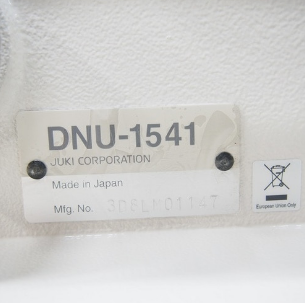 DNU-1541
JUKI CORPORATION
Made in Japan
Mfg. No.
European Union Only